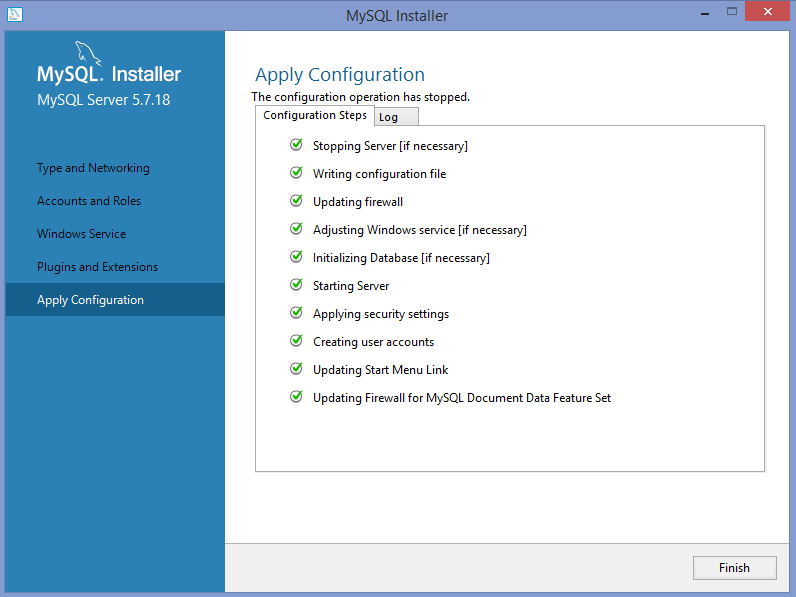 MySQL Installer
MySQL. Installer
MySQL Server 5.7.18
Type and Networking
Accounts and Roles
Windows Service
Plugins and Extensions
Apply Configuration
Apply Configuration
The configuration operation has stopped.
Configuration Steps Log
Stopping Server [if necessary]
Writing configuration file
Updating firewall
Adjusting Windows service [if necessary]
Initializing Database [if necessary]
Starting Server
Applying security settings
Creating user accounts
Updating Start Menu Link
Updating Firewall for MySQL Document Data Feature Set
Finish